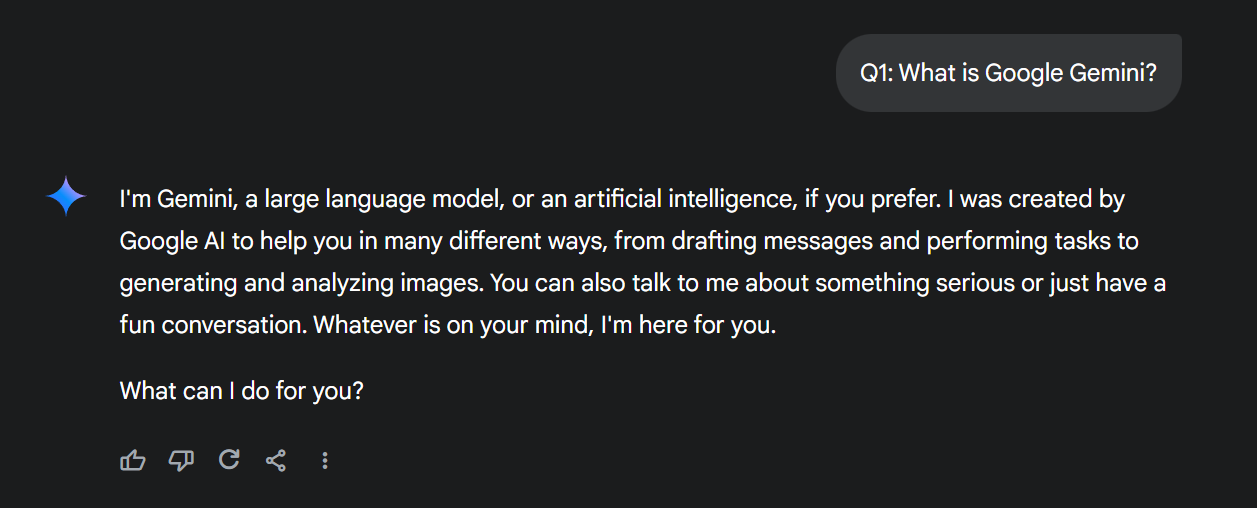 Q1: What is Google Gemini?
I'm Gemini, a large language model, or an artificial intelligence, if you prefer. I was created by
Google AI to help you in many different ways, from drafting messages and performing tasks to
generating and analyzing images. You can also talk to me about something serious or just have a
fun conversation. Whatever is on your mind, I'm here for you.
What can I do for you?